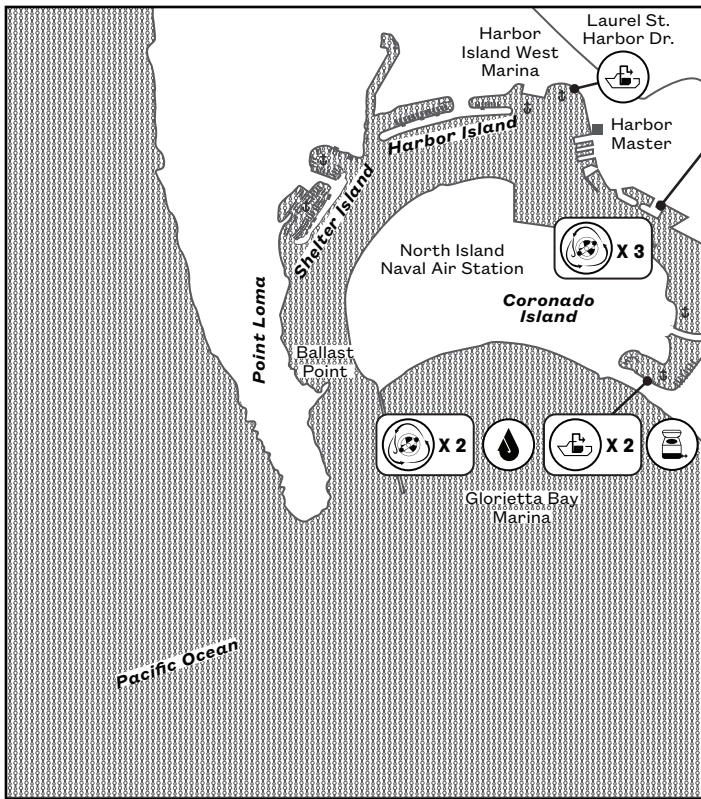 Laurel St.
Harbor Dr.
Harbor
Island West
Marina
Harbor
Master
Harbor Island
Shelter Island
North Island
Naval Air Station
X 3
Coronado
Island
Point Loma
Ballast
Point
X 2
X 2
Glorietta Bay
Marina
Pacific Ocean